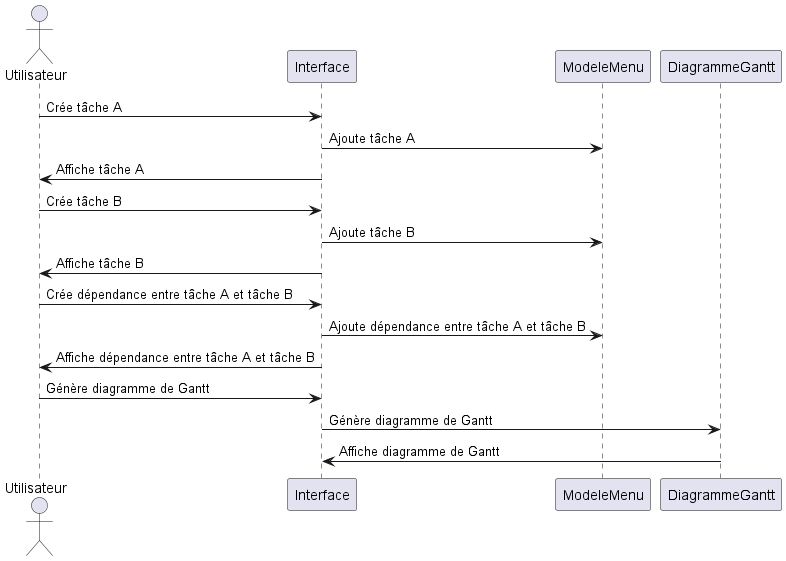 Utilisateur
Interface
ModeleMenu
DiagrammeGantt
Crée tâche A
Ajoute tâche A
Affiche tâche A
Crée tâche B
Ajoute tâche B
Affiche tâche B
Crée dépendance entre tâche A et tâche B
Ajoute dépendance entre tâche A et tâche B
Affiche dépendance entre tâche A et tâche B
Génère diagramme de Gantt
Génère diagramme de Gantt
Affiche diagramme de Gantt
Utilisateur
Interface
ModeleMenu
DiagrammeGantt